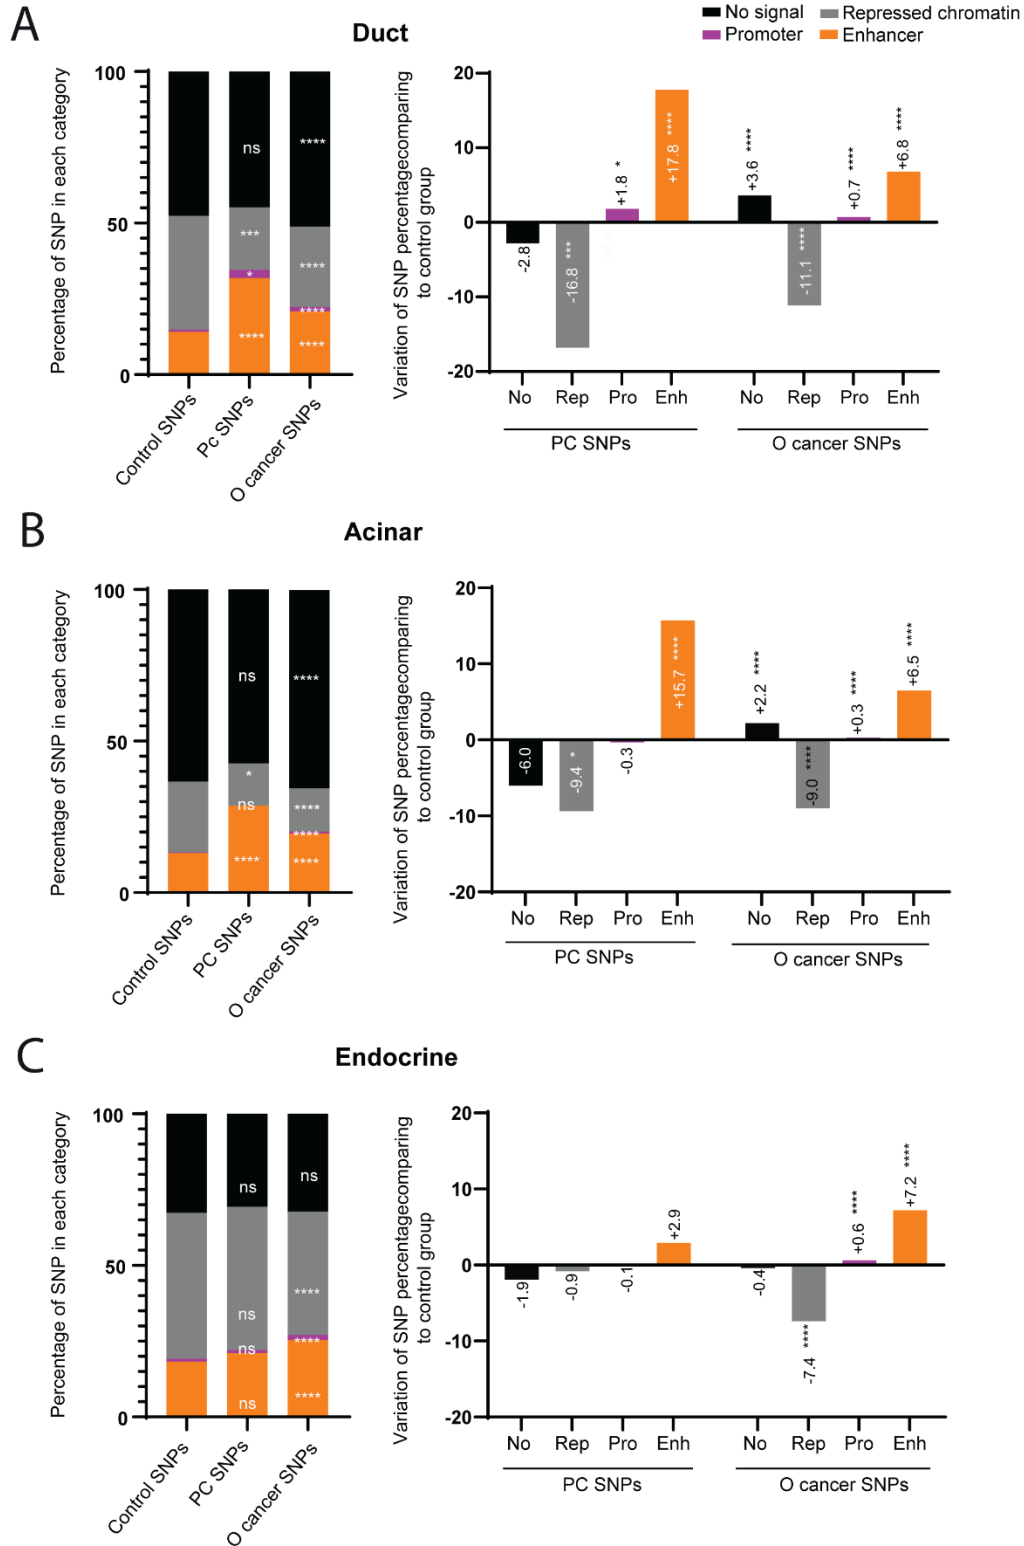 A
Duct
No signal
Repressed chromatin
Promoter
Enhancer
Percentage of SNP in each category
100
50
0
ns
****
***
****
*
****
****
****
Control SNPs
Pc SNPs
O cancer SNPs
Variation of SNP percentagecomparing
to control group
20
10
0
-10
-20
-2.8
-16.8 ***
+1.8 *
+17.8 ****
+3.6 ****
-11.1 ****
+0.7 ****
+6.8 ****
No Rep Pro Enh
No Rep Pro Enh
PC SNPs
O cancer SNPs
B
Acinar
Percentage of SNP in each category
100
50
0
ns
****
*
ns
****
****
****
****
Control SNPs
PC SNPs
O cancer SNPs
Variation of SNP percentagecomparing
to control group
20
10
0
-10
-20
-6.0
-9.4 *
-0.3
+15.7 ****
+2.2 ****
-9.0 ****
+0.3 ****
+6.5 ****
No Rep Pro Enh
No Rep Pro Enh
PC SNPs
O cancer SNPs
C
Endocrine
Percentage of SNP in each category
100
50
0
ns
ns
****
ns
ns
****
ns
****
Control SNPs
PC SNPs
O cancer SNPs
Variation of SNP percentagecomparing
to control group
20
10
0
-10
-20
-1.9
-0.9
-0.1
+2.9
-0.4
-7.4 ****
+0.6 ****
+7.2 ****
No Rep Pro Enh
No Rep Pro Enh
PC SNPs
O cancer SNPs